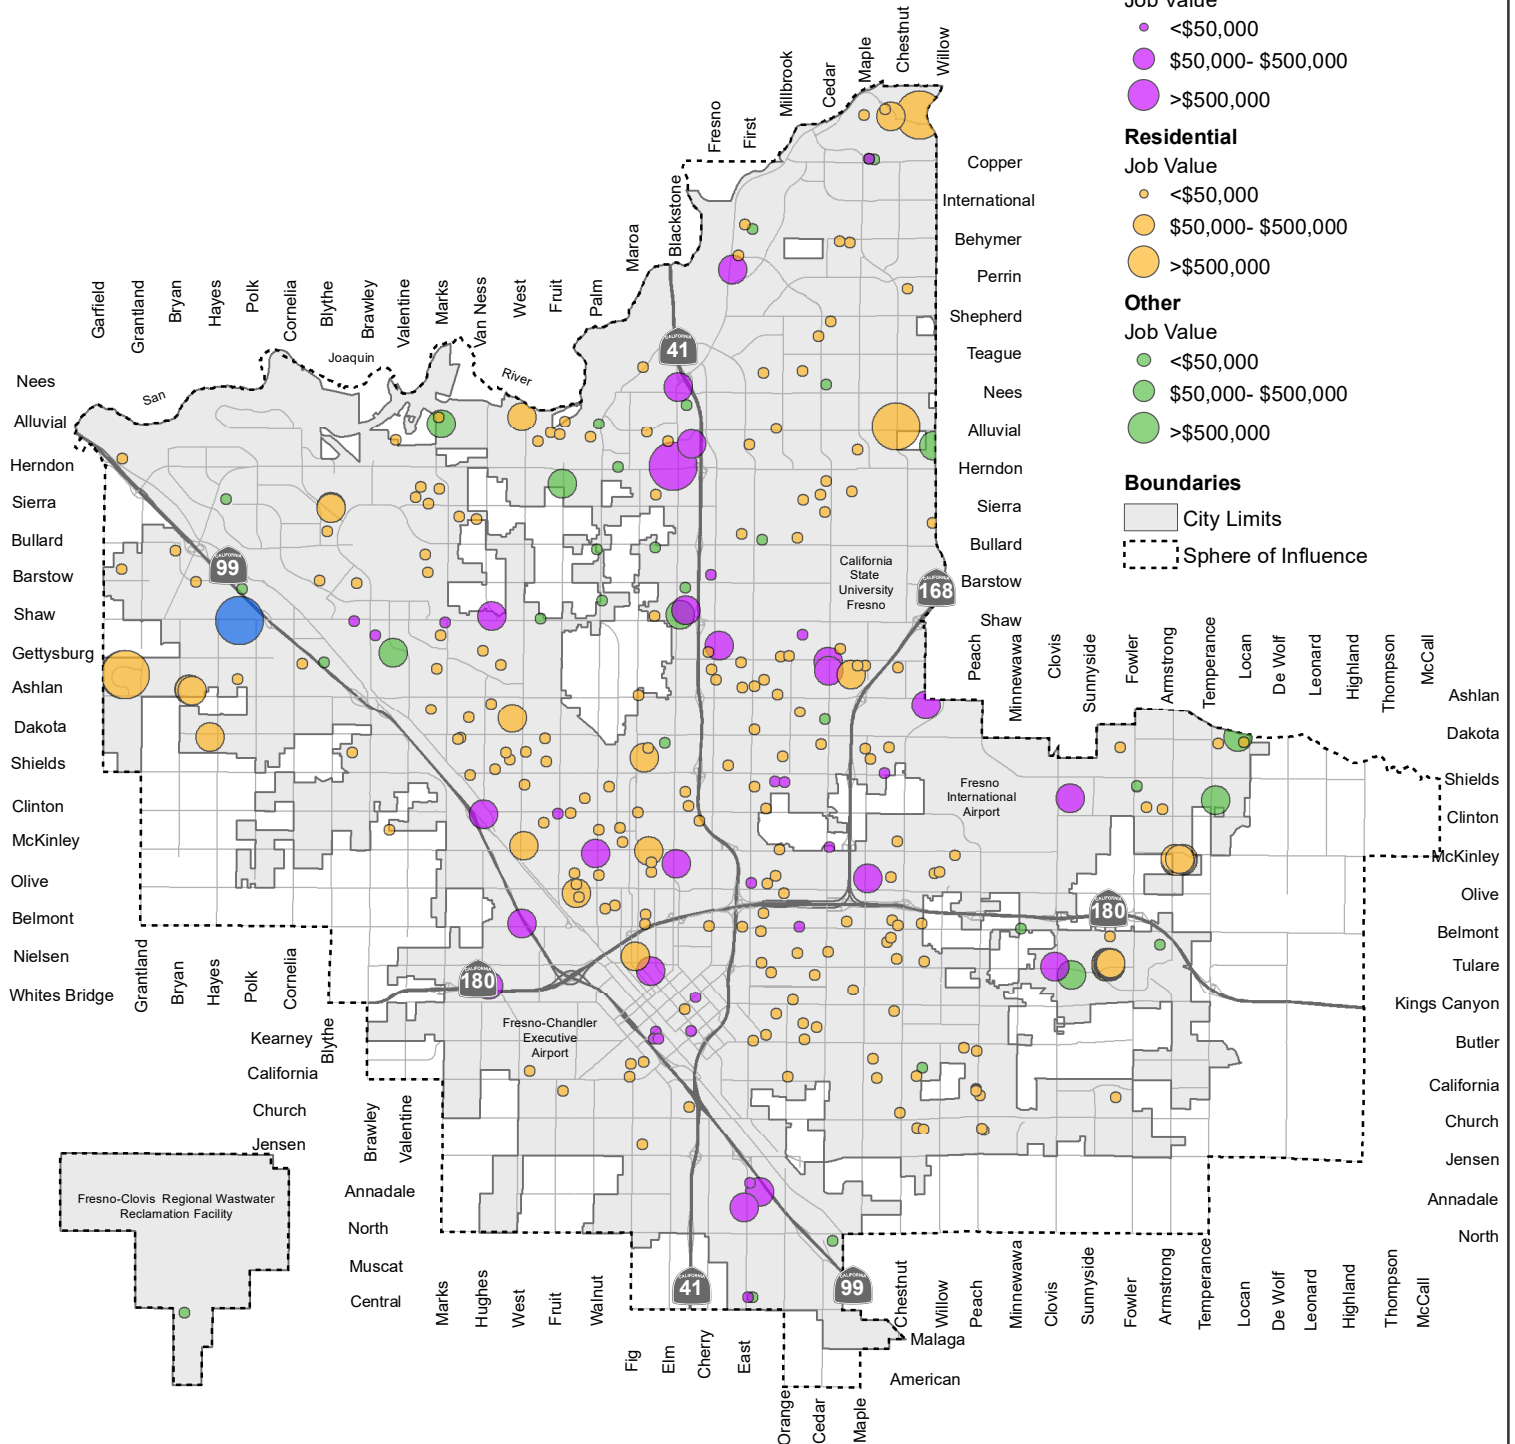 Job Value
<$50,000
$50,000- $500,000
>$500,000
Residential
Job Value
<$50,000
$50,000- $500,000
>$500,000
Other
Job Value
<$50,000
$50,000- $500,000
>$500,000
Boundaries
City Limits
Sphere of Influence
Willow
Chestnut
Maple
Cedar
Millbrook
First
Fresno
Blackstone
Maroa
Palm
Fruit
West
Van Ness
Marks
Valentine
Brawley
Blythe
Cornelia
Polk
Hayes
Bryan
Grantland
Garfield
San
Joaquin
River
Copper
International
Behymer
Perrin
Shepherd
Teague
Nees
Alluvial
Herndon
Sierra
Bullard
Barstow
Shaw
Nees
Alluvial
Herndon
Sierra
Bullard
Barstow
Shaw
Gettysburg
Ashlan
Dakota
Shields
Clinton
McKinley
Olive
Belmont
Nielsen
Whites Bridge
CALIFORNIA
41
CALIFORNIA
99
CALIFORNIA
168
CALIFORNIA
180
CALIFORNIA
180
CALIFORNIA
41
CALIFORNIA
99
California
State
University
Fresno
Fresno
International
Airport
Fresno-Chandler
Executive
Airport
Peach
Minnewawa
Clovis
Sunnyside
Fowler
Armstrong
Temperance
Locan
De Wolf
Leonard
Highland
Thompson
McCall
Ashlan
Dakota
Shields
Clinton
McKinley
Olive
Belmont
Tulare
Kings Canyon
Butler
California
Church
Jensen
Annadale
North
Grantland
Bryan
Hayes
Polk
Cornelia
Blythe
Kearney
California
Church
Jensen
Brawley
Valentine
Annadale
North
Muscat
Central
Fresno-Clovis Regional Wastwater
Reclamation Facility
Marks
Hughes
West
Fruit
Walnut
Fig
Elm
Cherry
East
Orange
Cedar
Maple
Chestnut
Willow
Peach
Minnewawa
Clovis
Sunnyside
Fowler
Armstrong
Temperance
Locan
De Wolf
Leonard
Highland
Thompson
McCall
Malaga
American